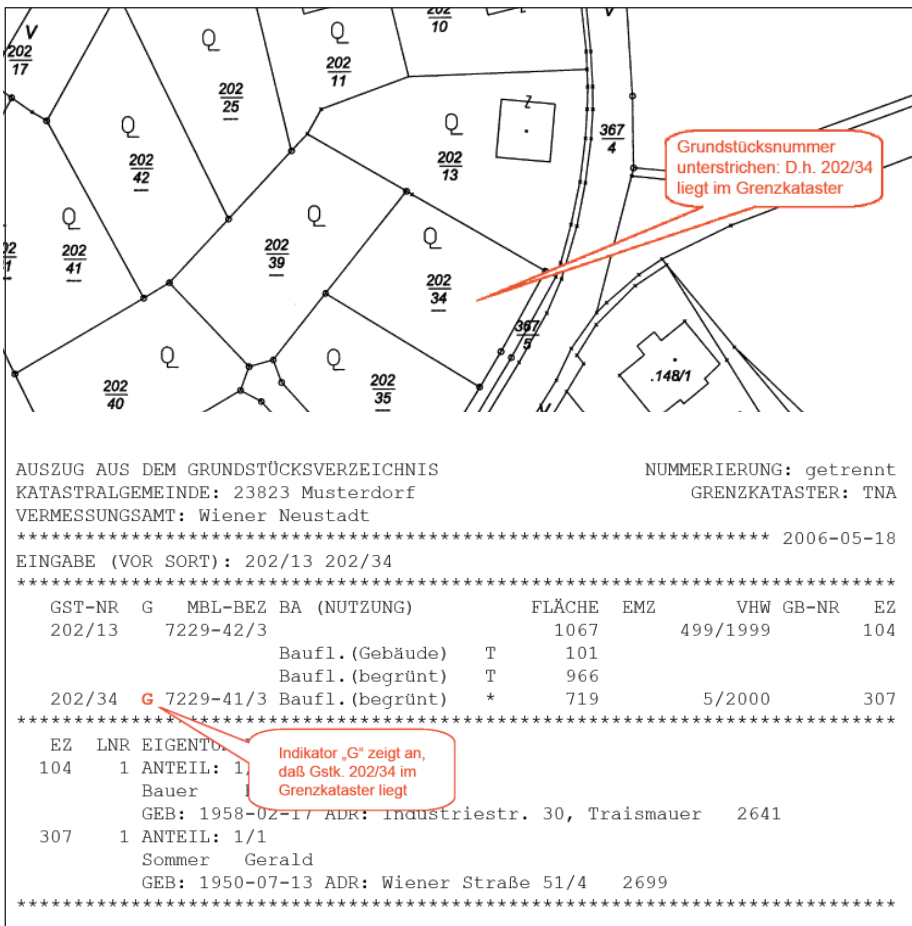 202
10
V
V
202
17
Q
202
25
Q
202
11
Q
202
42
Q
202
13
Z
367
4
Grundstücksnummer
unterstrichen: D.h. 202/34
liegt im Grenzkataster
Q
202
41
Q
202
39
Q
202
34
367
5
Q
202
40
Q
202
35
.148/1
V
AUSZUG AUS DEM GRUNDSTÜCKSVERZEICHNIS NUMMERIERUNG: getrennt
KATASTRALGEMEINDE: 23823 Musterdorf GRENZKATASTER: TNA
VERMESSUNGSAMT: Wiener Neustadt
****************************************************************** 2006-05-18
EINGABE (VOR SORT): 202/13 202/34
*****************************************************************************
GST-NR G MBL-BEZ BA (NUTZUNG) FLÄCHE EMZ VHW GB-NR EZ
202/13 7229-42/3 1067 499/1999 104
Baufl.(Gebäude) T 101
Baufl.(begrünt) T 966
202/34 G 7229-41/3 Baufl.(begrünt) * 719 5/2000 307
*****************************************************************************
EZ LNR
104 1 ANTEIL:
Bauer
Indikator „G" zeigt an,
daß Gstk. 202/34 im
Grenzkataster liegt
GEB: 1958-02-17 ADR: Industriestr. 30, Traismauer 2641
307 1 ANTEIL: 1/1
Sommer Gerald
GEB: 1950-07-13 ADR: Wiener Straße 51/4 2699
*****************************************************************************